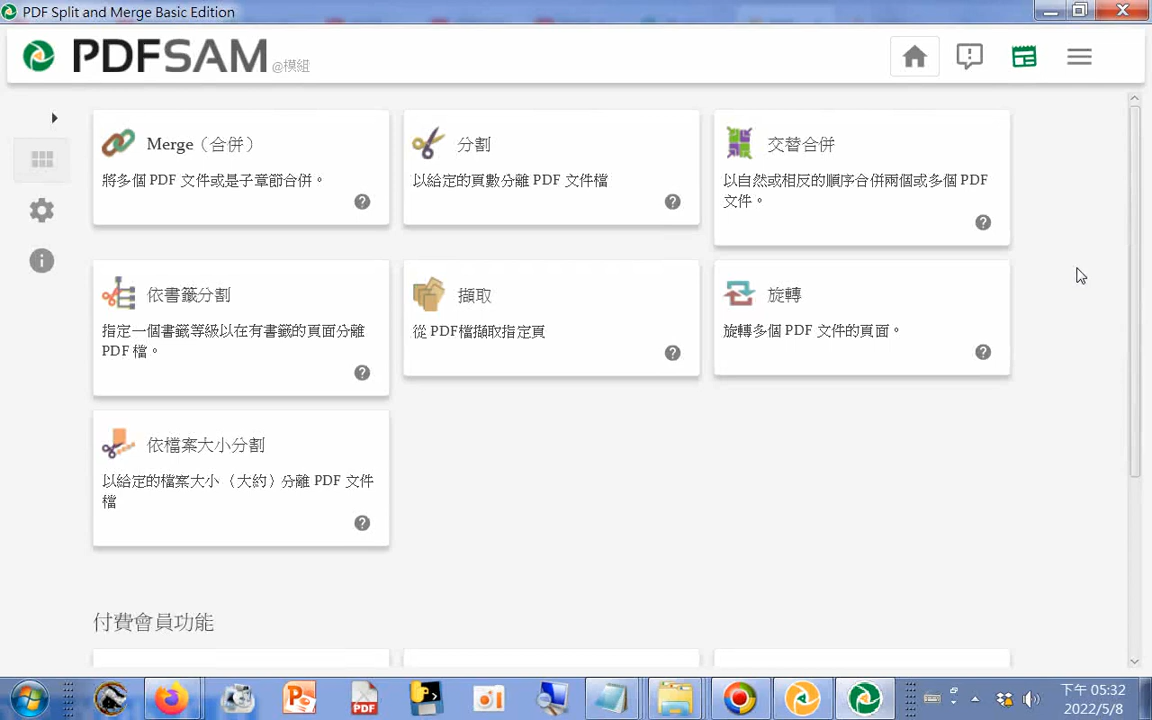 PDF Split and Merge Basic Edition
PDFSAM @模組
Merge（合併）
將多個 PDF 文件或是子章節合併。
分割
以給定的頁數分離 PDF 文件檔
交替合併
以自然或相反的順序合併兩個或多個 PDF
文件。
依書籤分割
指定一個書籤等級以在有書籤的頁面分離
PDF 檔。
擷取
從 PDF檔擷取指定頁
旋轉
旋轉多個 PDF 文件的頁面。
依檔案大小分割
以給定的檔案大小（大約）分離 PDF 文件
檔
付費會員功能
PDF
下午 05:32
2022/5/8